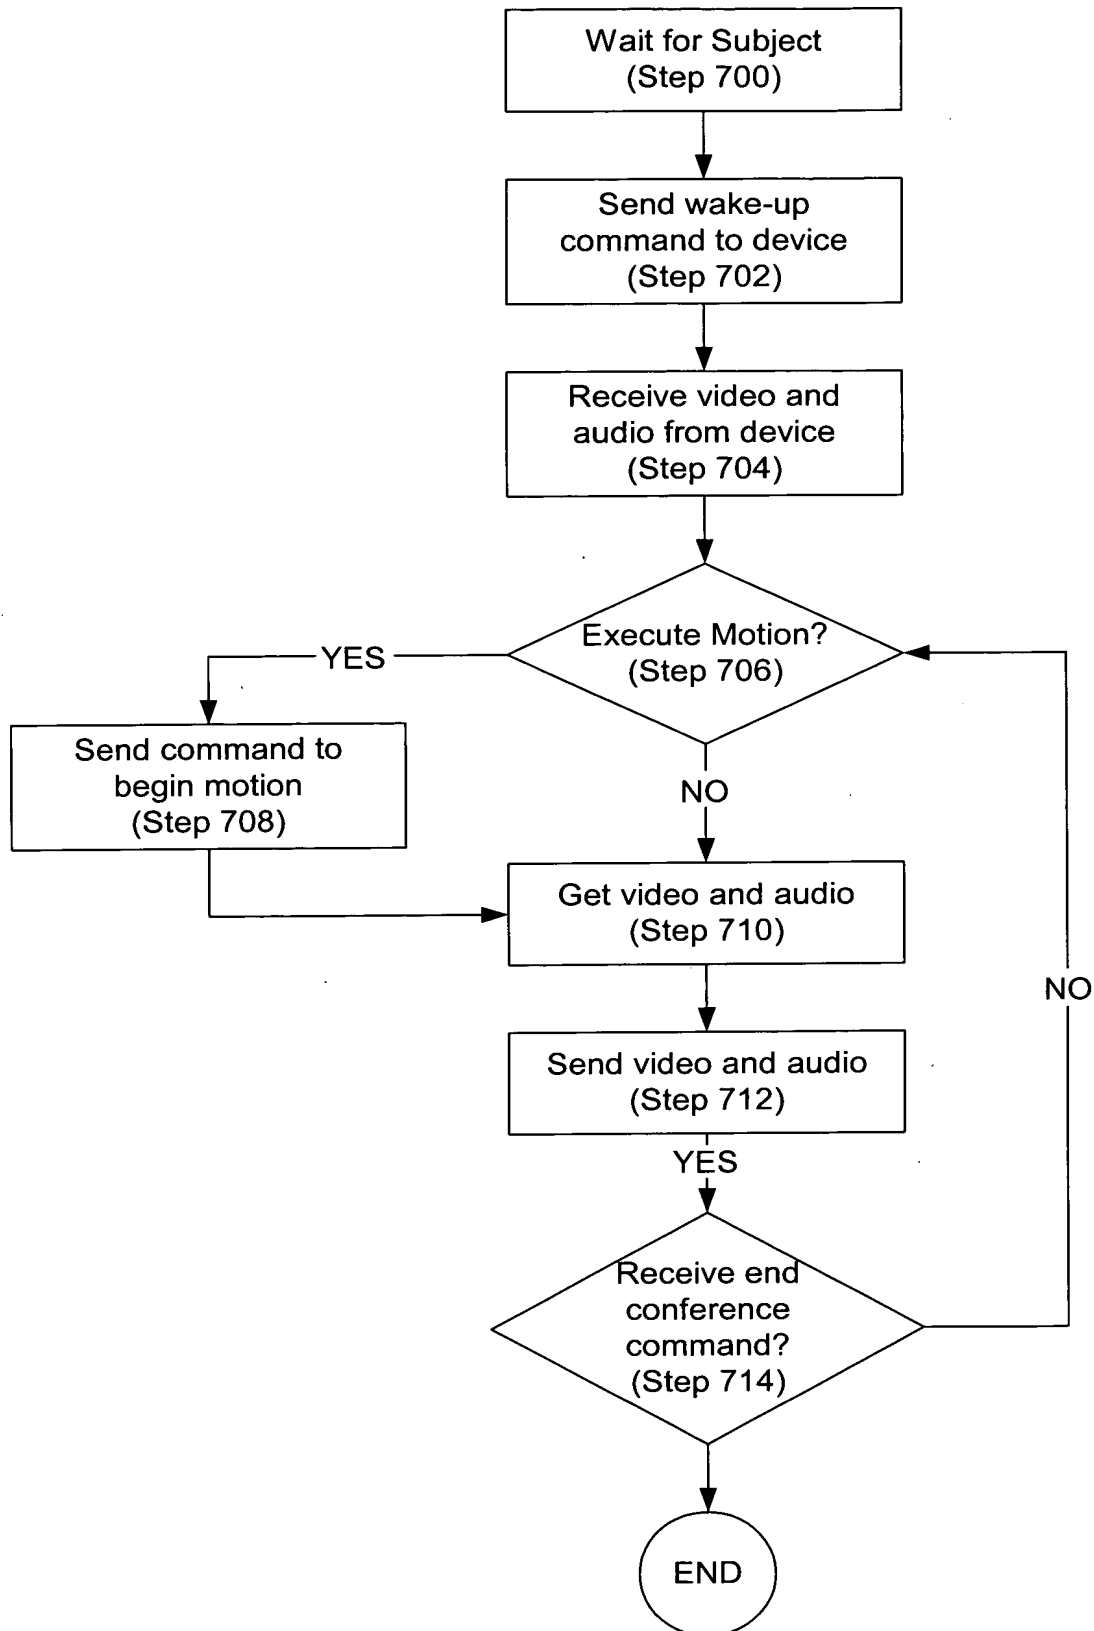 Wait for Subject
(Step 700)
Send wake-up
command to device
(Step 702)
Receive video and
audio from device
(Step 704)
Execute Motion?
(Step 706)
YES
Send command to
begin motion
(Step 708)
NO
Get video and audio
(Step 710)
NO
Send video and audio
(Step 712)
YES
Receive end
conference
command?
(Step 714)
END